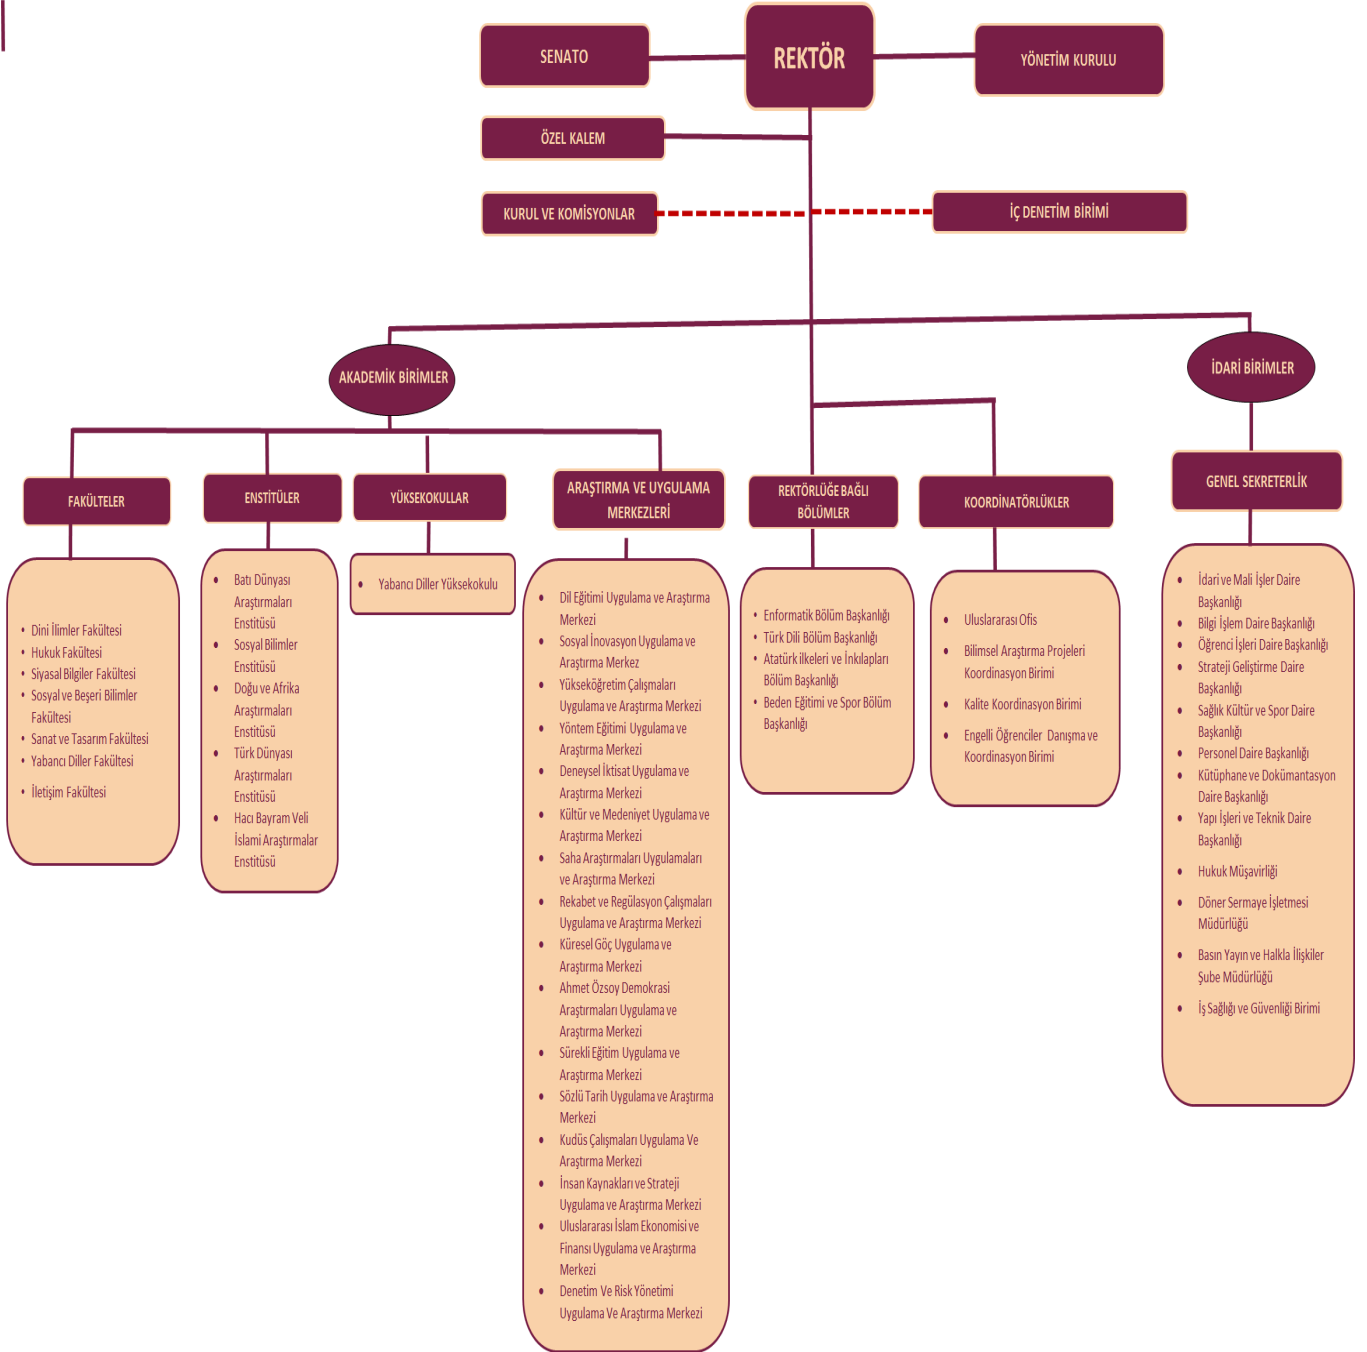 SENATO
REKTÖR
YÖNETİM KURULU
ÖZEL KALEM
KURUL VE KOMİSYONLAR
İÇ DENETİM BİRİMİ
AKADEMİK BİRİMLER
İDARİ BİRİMLER
FAKÜLTELER
• Dini İlimler Fakültesi
• Hukuk Fakültesi
• Siyasal Bilgiler Fakültesi
• Sosyal ve Beşeri Bilimler
Fakültesi
• Sanat ve Tasarım Fakültesi
• Yabancı Diller Fakültesi
• İletişim Fakültesi
ENSTİTÜLER
• Batı Dünyası
Araştırmaları
Enstitüsü
• Sosyal Bilimler
Enstitüsü
• Doğu ve Afrika
Araştırmaları
Enstitüsü
• Türk Dünyası
Araştırmaları
Enstitüsü
• Hacı Bayram Veli
İslami Araştırmalar
Enstitüsü
YÜKSEKOKULLAR
• Yabancı Diller Yüksekokulu
ARAŞTIRMA VE UYGULAMA
MERKEZLERİ
• Dil Eğitimi Uygulama ve Araştırma
Merkezi
• Sosyal İnovasyon Uygulama ve
Araştırma Merkez
• Yükseköğretim Çalışmaları
Uygulama ve Araştırma Merkezi
• Yöntem Eğitimi Uygulama ve
Araştırma Merkezi
• Deneysel İktisat Uygulama ve
Araştırma Merkezi
• Kültür ve Medeniyet Uygulama ve
Araştırma Merkezi
• Saha Araştırmaları Uygulamaları
ve Araştırma Merkezi
• Rekabet ve Regülasyon Çalışmaları
Uygulama ve Araştırma Merkezi
• Küresel Göç Uygulama ve
Araştırma Merkezi
• Ahmet Özsoy Demokrasi
Araştırmaları Uygulama ve
Araştırma Merkezi
• Sürekli Eğitim Uygulama ve
Araştırma Merkezi
• Sözlü Tarih Uygulama ve Araştırma
Merkezi
• Kudüs Çalışmaları Uygulama Ve
Araştırma Merkezi
• İnsan Kaynakları ve Strateji
Uygulama ve Araştırma Merkezi
• Uluslararası İslam Ekonomisi ve
Finansı Uygulama ve Araştırma
Merkezi
• Denetim Ve Risk Yönetimi
Uygulama Ve Araştırma Merkezi
REKTÖRLÜĞE BAĞLI
BÖLÜMLER
• Enformatik Bölüm Başkanlığı
• Türk Dili Bölüm Başkanlığı
• Atatürk ilkeleri ve İnkılapları
Bölüm Başkanlığı
• Beden Eğitimi ve Spor Bölüm
Başkanlığı
KOORDİNATÖRLÜKLER
• Uluslararası Ofis
• Bilimsel Araştırma Projeleri
Koordinasyon Birimi
• Kalite Koordinasyon Birimi
• Engelli Öğrenciler Danışma ve
Koordinasyon Birimi
GENEL SEKRETERLİK
• İdari ve Mali İşler Daire
Başkanlığı
• Bilgi İşlem Daire Başkanlığı
• Öğrenci İşleri Daire Başkanlığı
• Strateji Geliştirme Daire
Başkanlığı
• Sağlık Kültür ve Spor Daire
Başkanlığı
• Personel Daire Başkanlığı
• Kütüphane ve Dokümantasyon
Daire Başkanlığı
• Yapı İşleri ve Teknik Daire
Başkanlığı
• Hukuk Müşavirliği
• Döner Sermaye İşletmesi
Müdürlüğü
• Basın Yayın ve Halkla İlişkiler
Şube Müdürlüğü
• İş Sağlığı ve Güvenliği Birimi